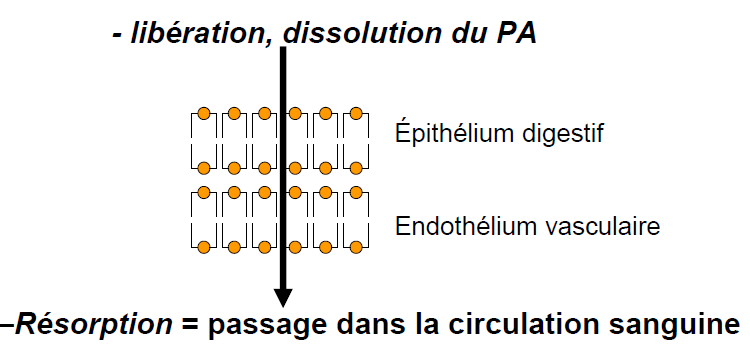 - libération, dissolution du PA
Épithélium digestif
Endothélium vasculaire
–Résorption = passage dans la circulation sanguine